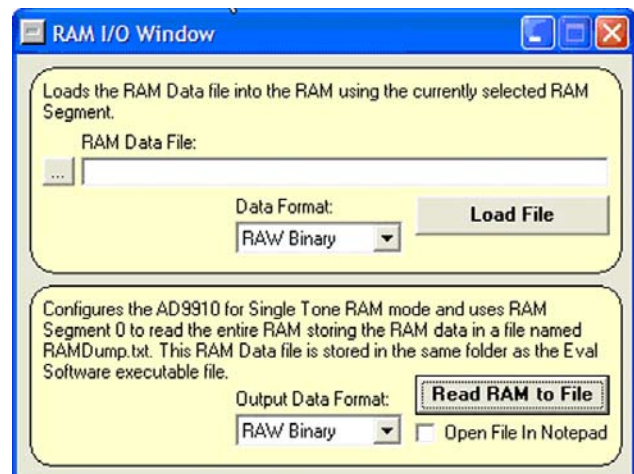 RAM I/O Window
Loads the RAM Data file into the RAM using the currently selected RAM
Segment.
RAM Data File:
...
Data Format:
RAW Binary
Load File
Configures the AD9910 for Single Tone RAM mode and uses RAM
Segment 0 to read the entire RAM storing the RAM data in a file named
RAMDump.txt. This RAM Data file is stored in the same folder as the Eval
Software executable file.
Output Data Format:
Read RAM to File
RAW Binary
Open File In Notepad